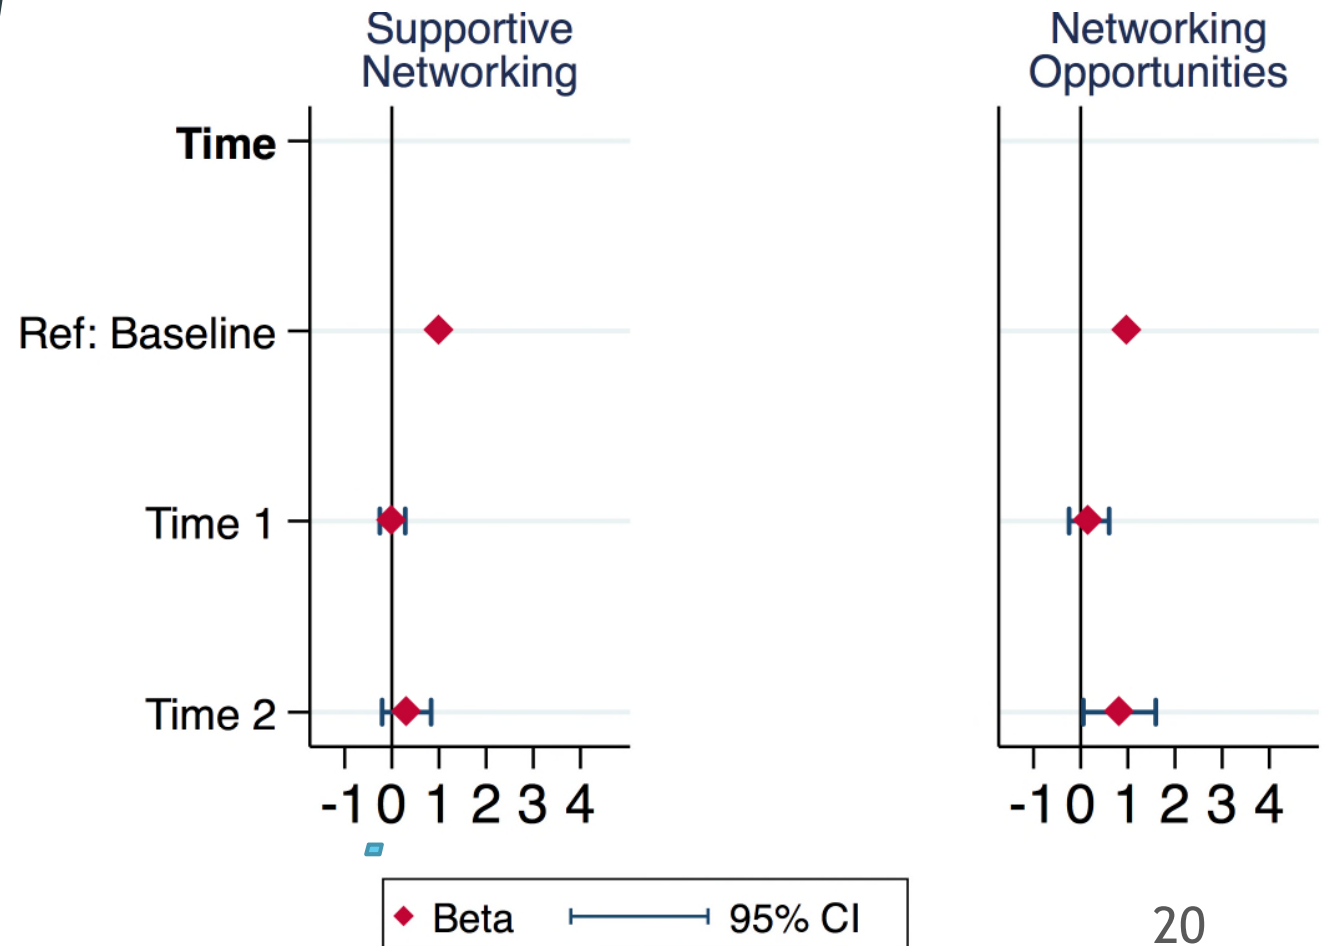 Supportive
Networking
Networking
Opportunities
Time
Ref: Baseline
Time 1
Time 2
-1 0 1 2 3 4
-1 0 1 2 3 4
Beta 95% CI
20